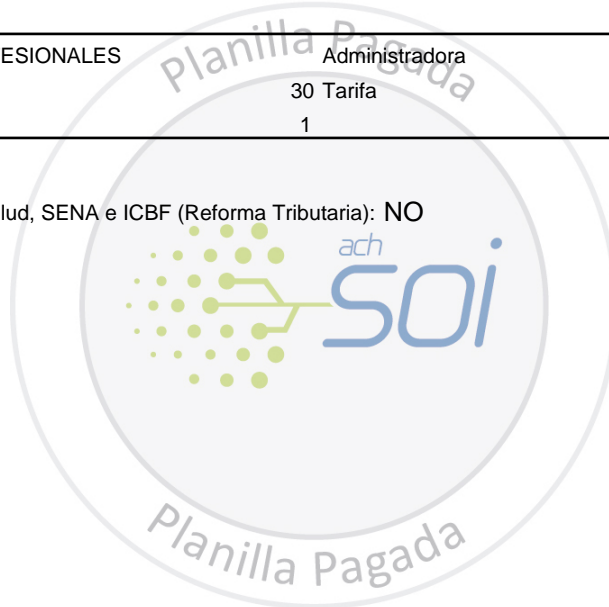 Planilla Pagada
ESIONALES Administradora
30 Tarifa
1
lud, SENA e ICBF (Reforma Tributaria): NO
ach
soi
Planilla Pagada